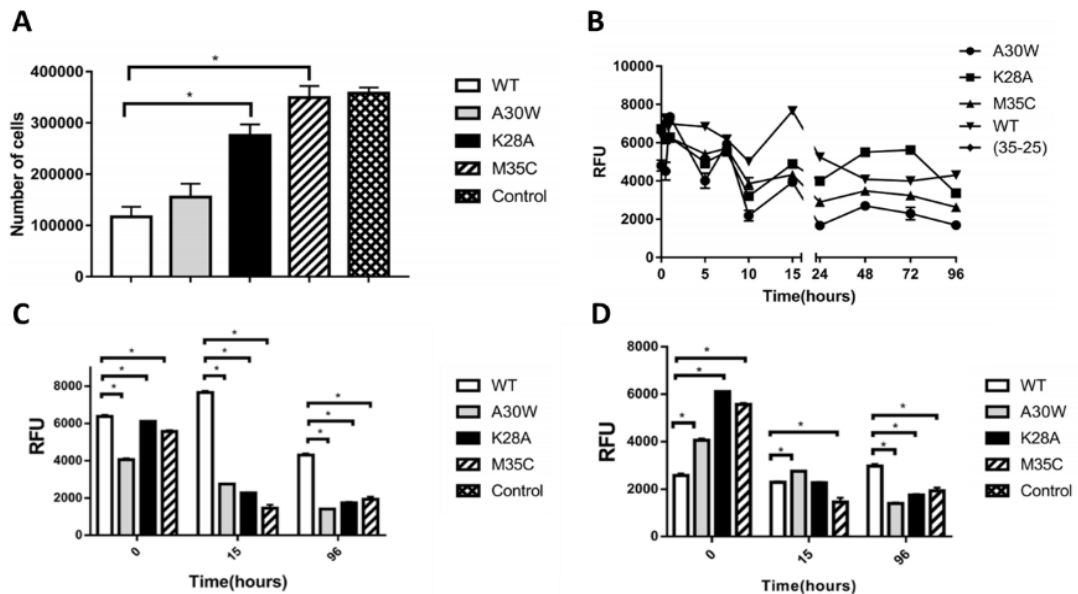 A
Number of cells
400000
300000
200000
100000
0
*
*
WT
A30W
K28A
M35C
Control
B
RFU
10000
8000
6000
4000
2000
0
0 5 10 15 24 48 72 96
Time(hours)
A30W
K28A
M35C
WT
(35-25)
C
RFU
8000
6000
4000
2000
0
* * *
* * *
* * *
0 15 96
Time(hours)
WT
A30W
K28A
M35C
Control
D
RFU
8000
6000
4000
2000
0
* * *
* *
* * *
0 15 96
Time(hours)
WT
A30W
K28A
M35C
Control